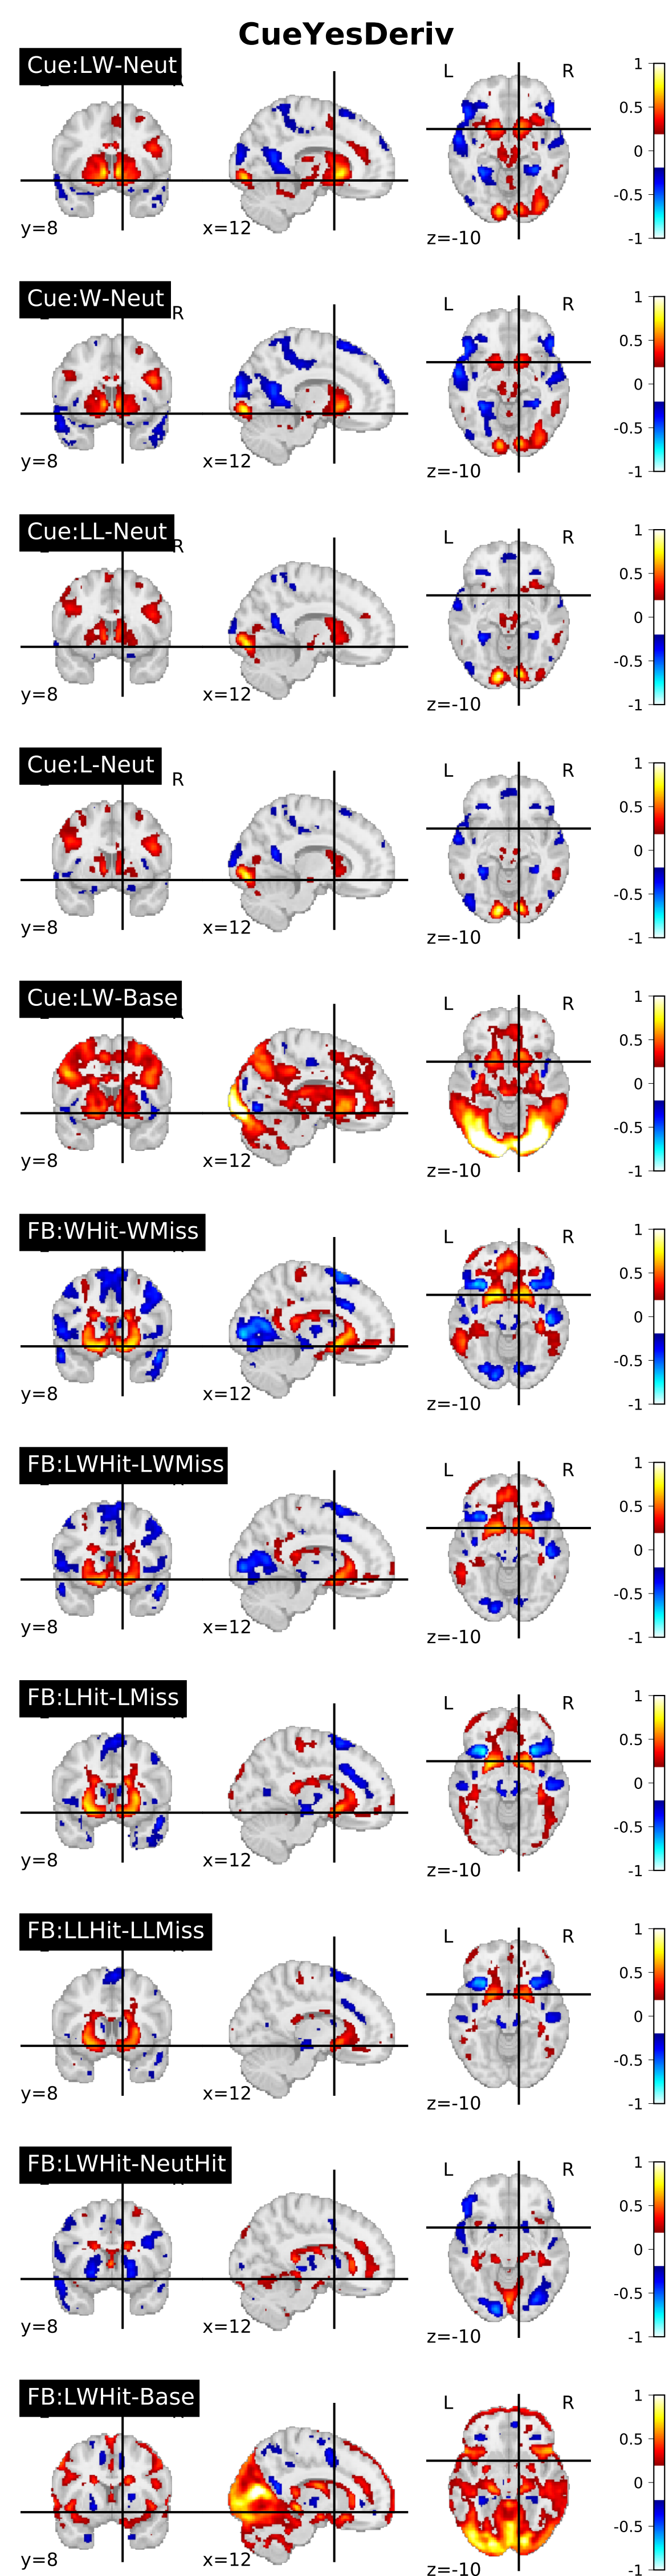 CueYesDeriv
Cue:LW-Neut
R
L R
y=8 x=12 z=-10
1
0.5
0
-0.5
-1
Cue:W-Neut
R
L R
y=8 x=12 z=-10
1
0.5
0
-0.5
-1
Cue:LL-Neut
R
L R
y=8 x=12 z=-10
1
0.5
0
-0.5
-1
Cue:L-Neut
R
L R
y=8 x=12 z=-10
1
0.5
0
-0.5
-1
Cue:LW-Base
L R
y=8 x=12 z=-10
1
0.5
0
-0.5
-1
FB:WHit-WMiss
L R
y=8 x=12 z=-10
1
0.5
0
-0.5
-1
FB:LWHit-LWMiss
L R
y=8 x=12 z=-10
1
0.5
0
-0.5
-1
FB:LHit-LMiss
L R
y=8 x=12 z=-10
1
0.5
0
-0.5
-1
FB:LLHit-LLMiss
L R
y=8 x=12 z=-10
1
0.5
0
-0.5
-1
FB:LWHit-NeutHit
L R
y=8 x=12 z=-10
1
0.5
0
-0.5
-1
FB:LWHit-Base
L R
y=8 x=12 z=-10
1
0.5
0
-0.5
-1